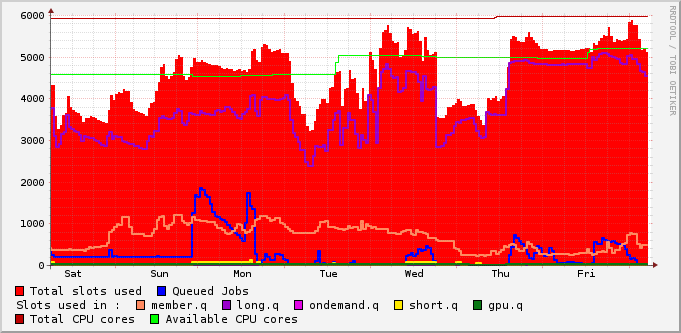 6000
5000
4000
3000
2000
1000
0
Sat Sun Mon Tue Wed Thu Fri
RRDTOOL / TOBI OETIKER
Total slots used Queued Jobs
Slots used in : member.q long.q ondemand.q short.q gpu.q
Total CPU cores Available CPU cores